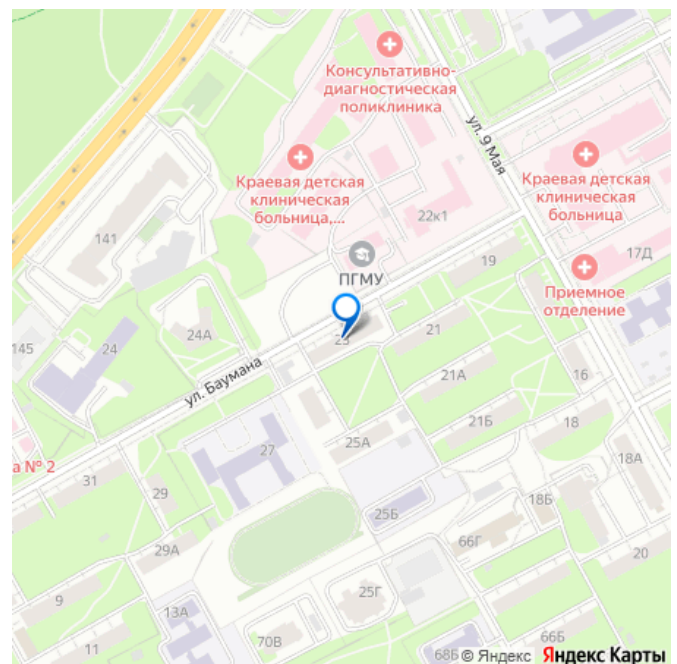 Консультативно-
диагностическая
поликлиника
ул. 9 Мая
Краевая детская
клиническая
больница,...
Краевая детская
клиническая
больница
22к1
141
ПГМУ
19
17Д
Приемное
отделение
145
24
24А
23
21
ул. Баумана
21А
16
21Б
18
25А
27
18А
а № 2
31
29
18Б
25Б
66Г
29А
20
9
25Г
13А
11
70В
66Б
68Б
© Яндекс Яндекс Карты